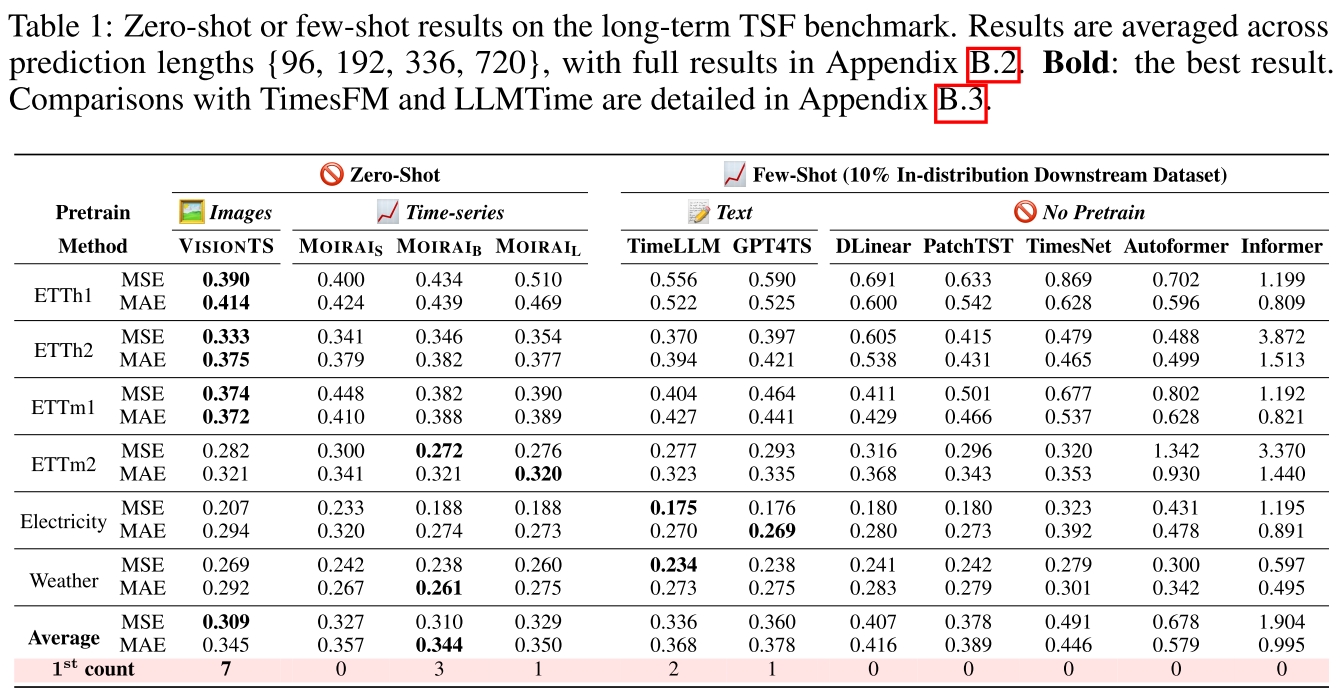 Table 1: Zero-shot or few-shot results on the long-term TSF benchmark. Results are averaged across
prediction lengths {96, 192, 336, 720}, with full results in Appendix B.2. Bold: the best result.
Comparisons with TimesFM and LLMTime are detailed in Appendix B.3.
Zero-Shot Few-Shot (10% In-distribution Downstream Dataset)
Pretrain Images Time-series Text No Pretrain
Method VISIONTS MOIRAI_S MOIRAI_B MOIRAI_L TimeLLM GPT4TS DLinear PatchTST TimesNet Autoformer Informer
ETTh1 MSE 0.390 0.400 0.434 0.510 0.556 0.590 0.691 0.633 0.869 0.702 1.199
MAE 0.414 0.424 0.439 0.469 0.522 0.525 0.600 0.542 0.628 0.596 0.809
ETTh2 MSE 0.333 0.341 0.346 0.354 0.370 0.397 0.605 0.415 0.479 0.488 3.872
MAE 0.375 0.379 0.382 0.377 0.394 0.421 0.538 0.431 0.465 0.499 1.513
ETTm1 MSE 0.374 0.448 0.382 0.390 0.404 0.464 0.411 0.501 0.677 0.802 1.192
MAE 0.372 0.410 0.388 0.389 0.427 0.441 0.429 0.466 0.537 0.628 0.821
ETTm2 MSE 0.282 0.300 0.272 0.276 0.277 0.293 0.316 0.296 0.320 1.342 3.370
MAE 0.321 0.341 0.321 0.320 0.323 0.335 0.368 0.343 0.353 0.930 1.440
Electricity MSE 0.207 0.233 0.188 0.188 0.175 0.176 0.180 0.180 0.323 0.431 1.195
MAE 0.294 0.320 0.274 0.273 0.270 0.269 0.280 0.273 0.392 0.478 0.891
Weather MSE 0.269 0.242 0.238 0.260 0.234 0.238 0.241 0.242 0.279 0.300 0.597
MAE 0.292 0.267 0.261 0.275 0.273 0.275 0.283 0.279 0.301 0.342 0.495
Average MSE 0.309 0.327 0.310 0.329 0.336 0.360 0.407 0.378 0.491 0.678 1.904
MAE 0.345 0.357 0.344 0.350 0.368 0.378 0.416 0.389 0.446 0.579 0.995
1st count 7 0 3 1 2 1 0 0 0 0 0